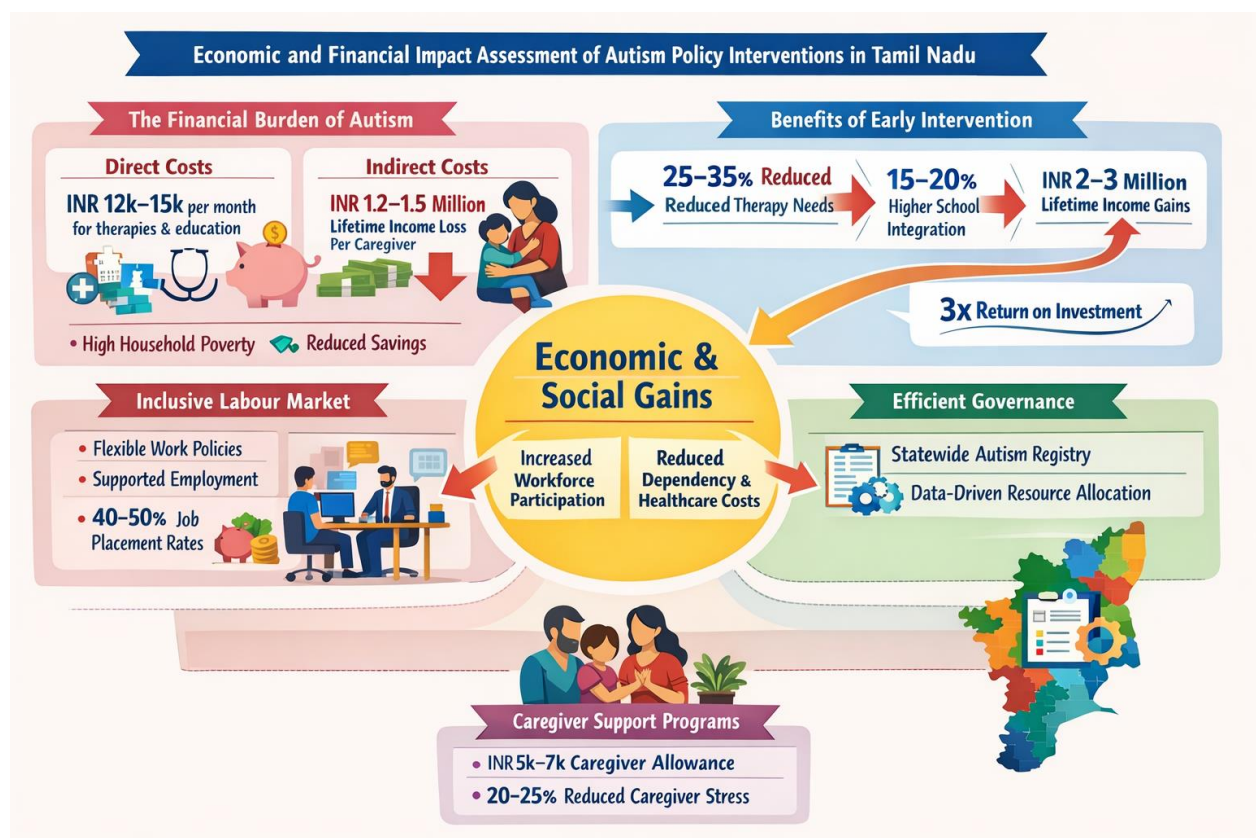 Economic and Financial Impact Assessment of Autism Policy Interventions in Tamil Nadu
The Financial Burden of Autism
Direct Costs
INR 12k–15k per month
for therapies & education
$
Indirect Costs
INR 1.2–1.5 Million
Lifetime Income Loss
Per Caregiver
• High Household Poverty
Reduced Savings
Benefits of Early Intervention
25–35% Reduced
Reduced Therapy Needs
15–20%
Higher School
Integration
INR 2–3 Million
Lifetime Income Gains
3x Return on Investment
Economic &
Social Gains
Increased
Workforce
Participation
Reduced
Dependency &
Healthcare Costs
Inclusive Labour Market
• Flexible Work Policies
• Supported Employment
• 40–50% Job
Placement Rates
Efficient Governance
Statewide Autism Registry
Data-Driven Resource Allocation
Caregiver Support Programs
• INR 5k–7k Caregiver Allowance
• 20–25% Reduced Caregiver Stress